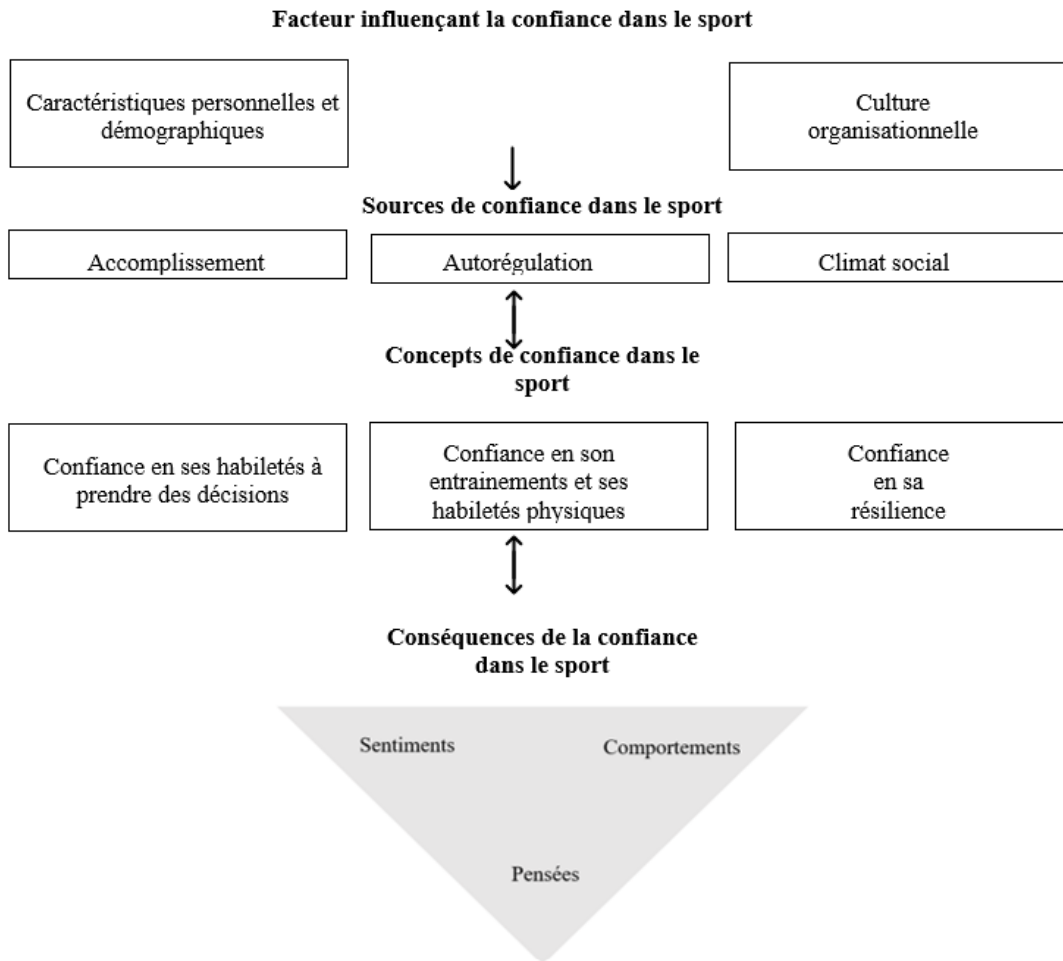 Facteur influençant la confiance dans le sport
Caractéristiques personnelles et
démographiques
Culture
organisationnelle
Sources de confiance dans le sport
Accomplissement
Autorégulation
Climat social
Concepts de confiance dans le
sport
Confiance en ses habiletés à
prendre des décisions
Confiance en son
entrainements et ses
habiletés physiques
Confiance
en sa
résilience
Conséquences de la confiance
dans le sport
Sentiments
Comportements
Pensées